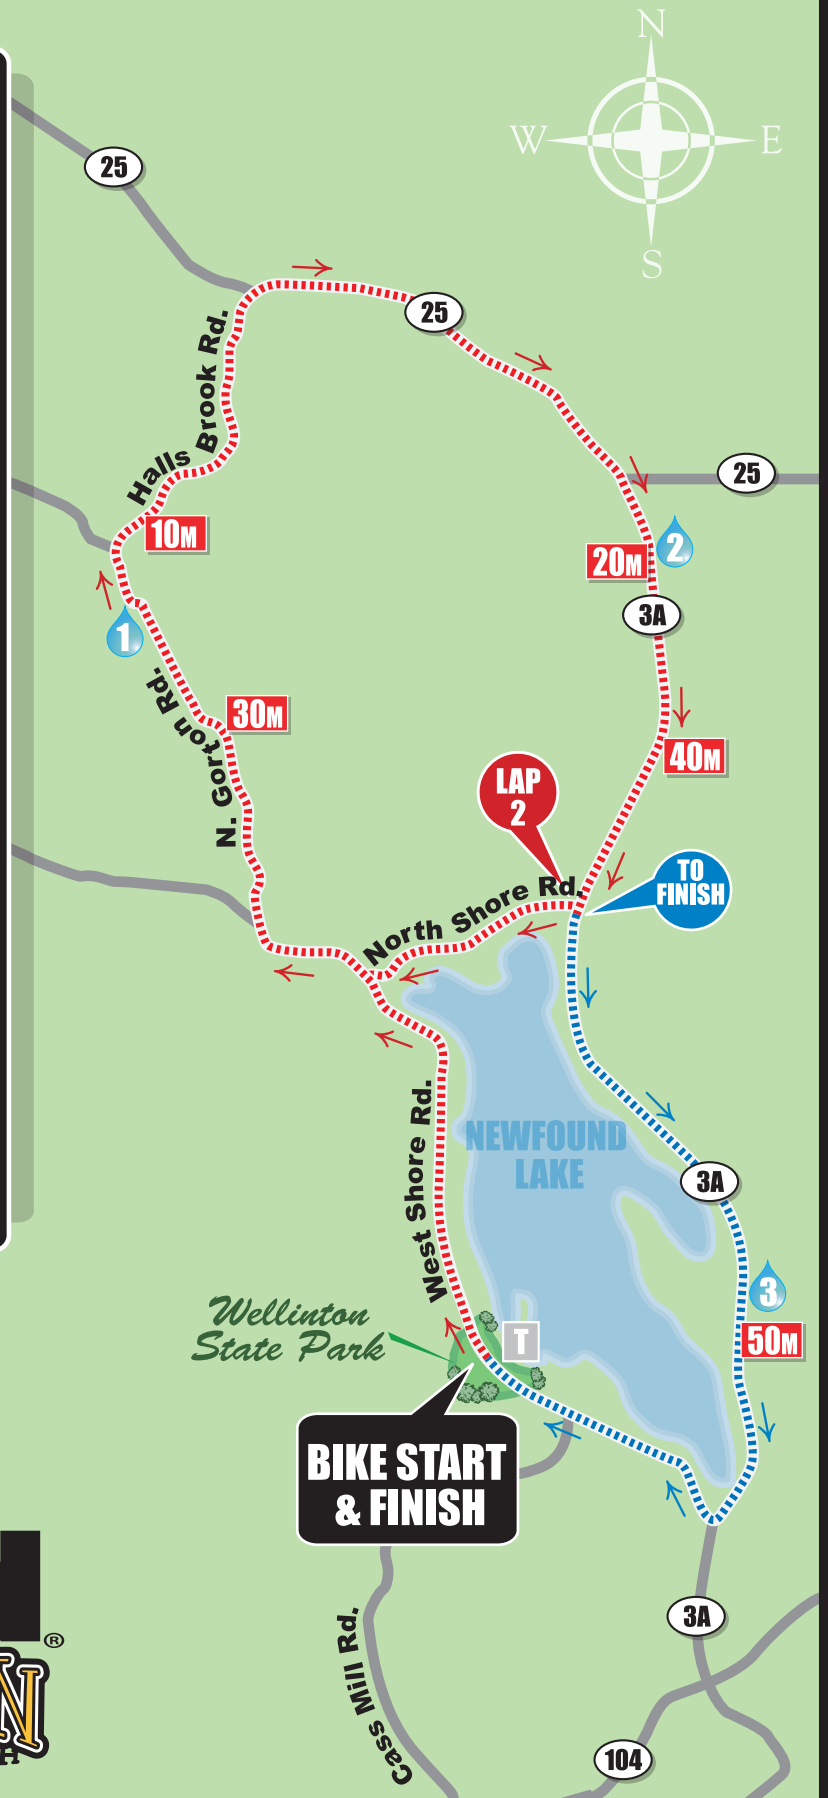 N
W
E
S
25
25
Halls Brook Rd.
25
10M
2
20M
3A
1
N. Gorton Rd.
30M
40M
LAP
2
TO
FINISH
North Shore Rd.
NEWFOUND
LAKE
West Shore Rd.
3A
3
50M
Wellinton
State Park
T
BIKE START
& FINISH
3A
®
N
H
Cass Mill Rd.
104